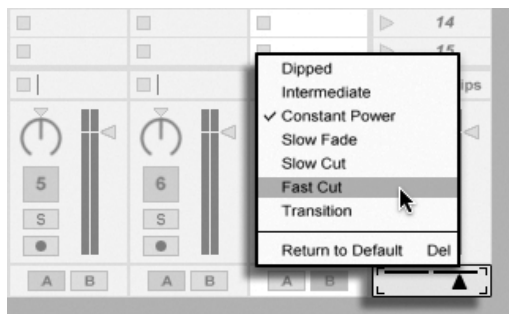 14
15
ips
Dipped
Intermediate
✓ Constant Power
Slow Fade
Slow Cut
Fast Cut
Transition
Return to Default Del
5 6
S S
A B A B A B